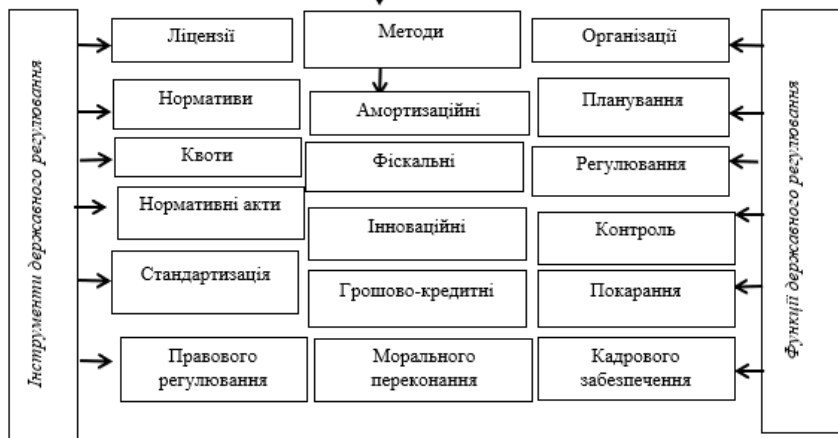 Інструменти державного регулювання
Ліцензії
Методи
Організації
Нормативи
Амортизаційні
Планування
Квоти
Фіскальні
Регулювання
Нормативні акти
Інноваційні
Контроль
Стандартизація
Грошово-кредитні
Покарання
Правового
регулювання
Морального
переконання
Кадрового
забезпечення
Функції державного регулювання